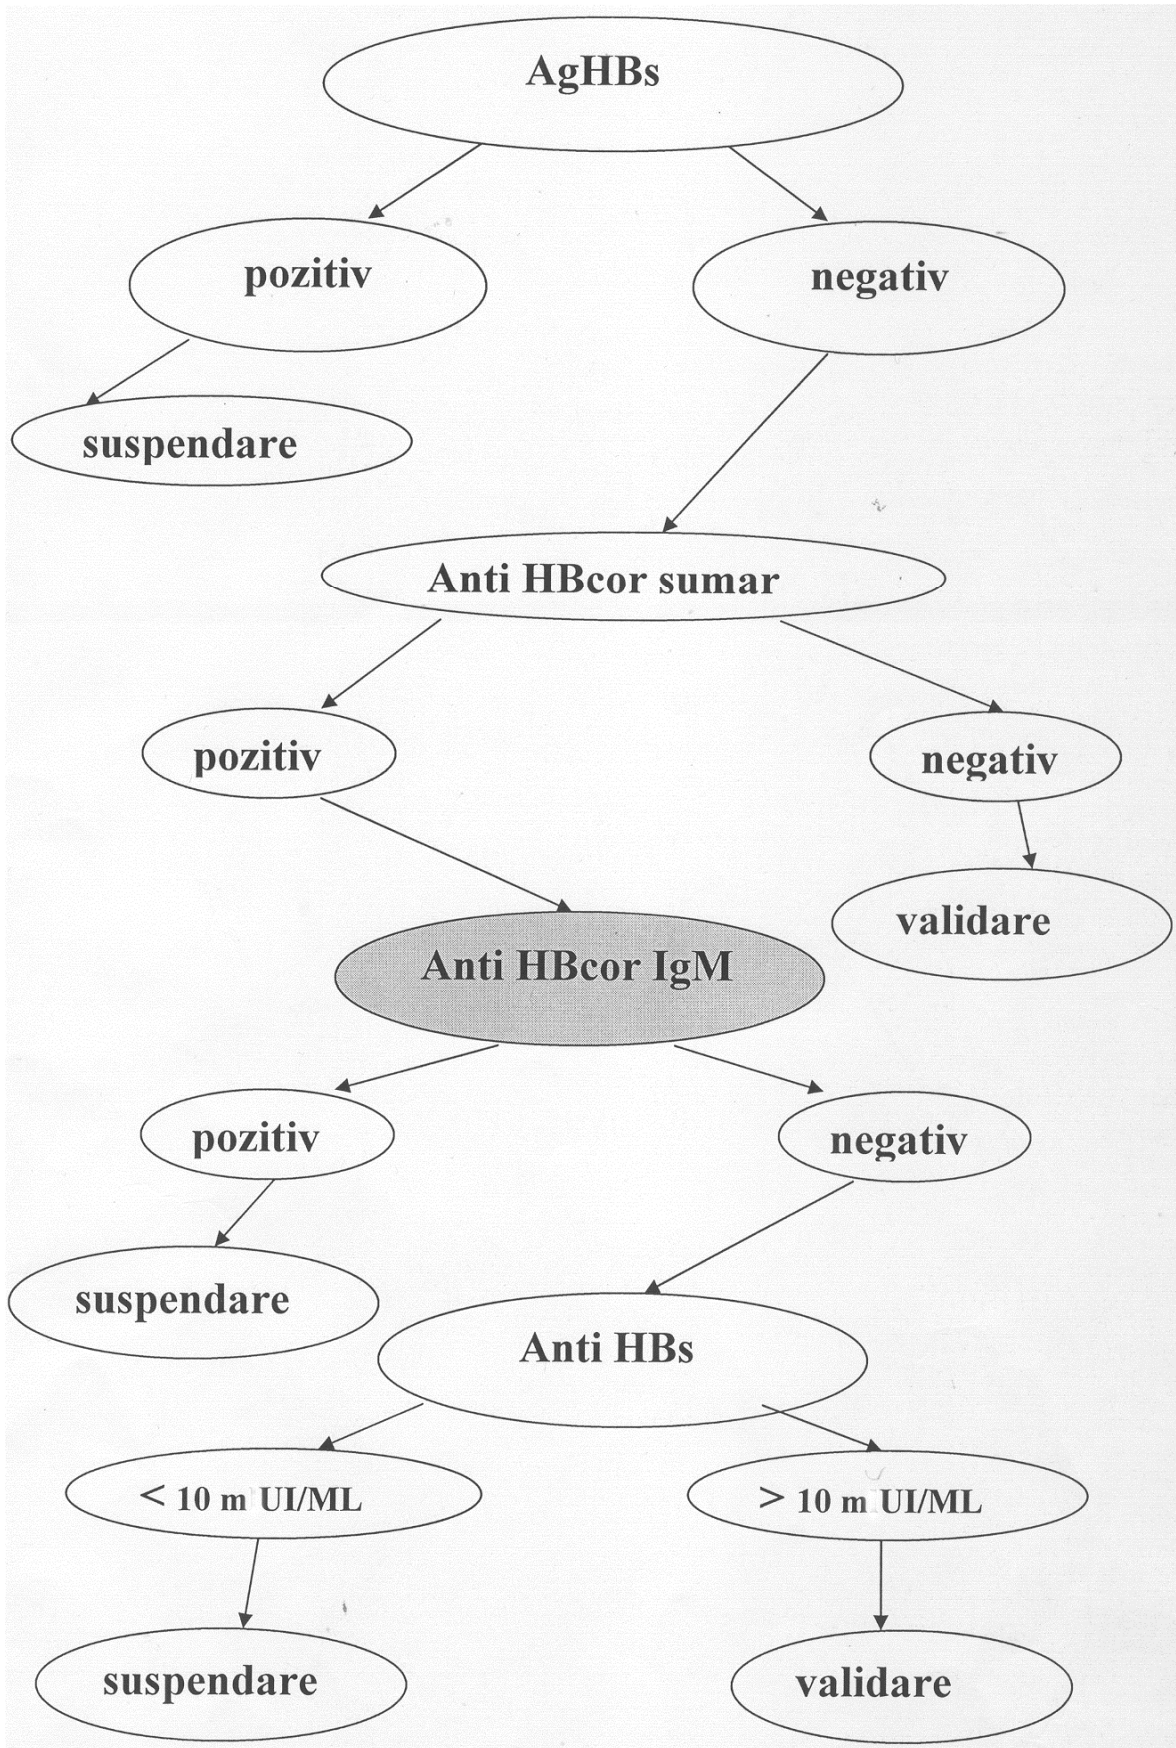 AgHBs
pozitiv
negativ
suspendare
Anti HBcor sumar
pozitiv
negativ
validare
Anti HBcor IgM
pozitiv
negativ
suspendare
Anti HBs
< 10 m UI/ML
> 10 m UI/ML
suspendare
validare